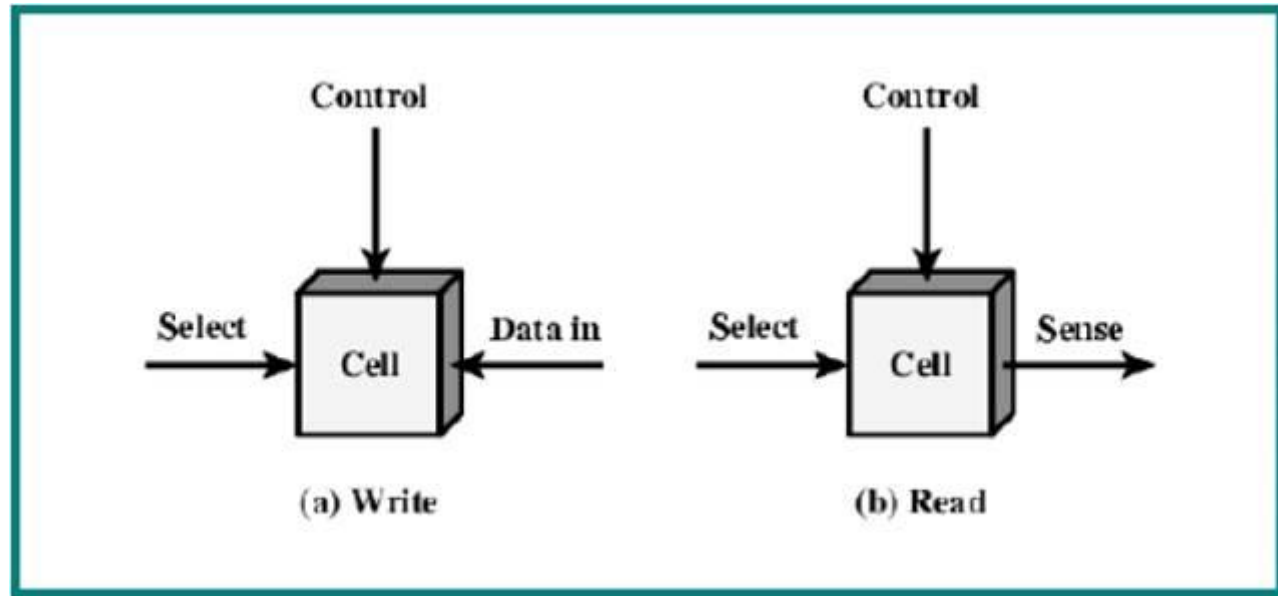 Control
Control
Select
Data in
Select
Sense
Cell
Cell
(a) Write
(b) Read